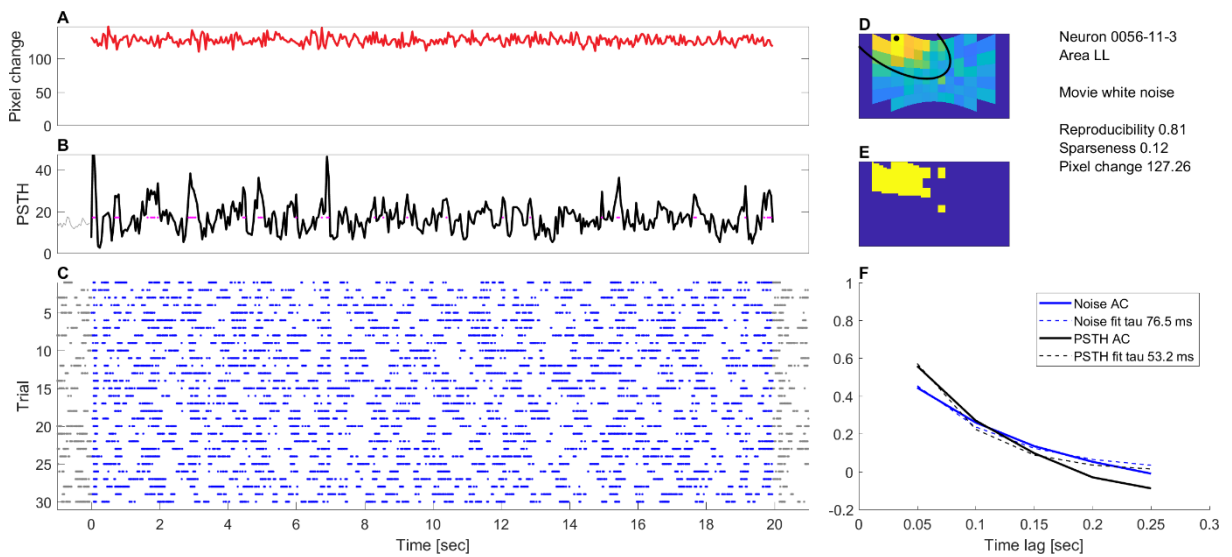 A
Pixel change
100
50
0
B
PSTH
40
20
0
C
Trial
5
10
15
20
25
30
0
2
4
6
8
10
12
14
16
18
20
Time [sec]
D
Neuron 0056-11-3
Area LL
Movie white noise
Reproducibility 0.81
Sparseness 0.12
Pixel change 127.26
E
F
1
0.8
0.6
0.4
0.2
0
-0.2
Noise AC
Noise fit tau 76.5 ms
PSTH AC
PSTH fit tau 53.2 ms
0
0.05
0.1
0.15
0.2
0.25
0.3
Time lag [sec]